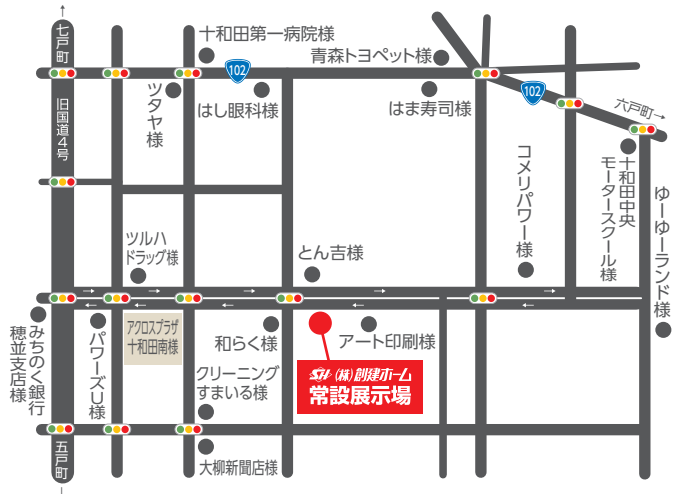 七戸町
旧国道4号
十和田第一病院様
102
ツタヤ様
はし眼科様
青森トヨペット様
はま寿司様
102
六戸町→
十和田中央
モータースクール様
コメリパワー様
ゆーゆーランド様
ツルハ
ドラッグ様
とん吉様
みちのく銀行
穂並支店様
パワーズU様
アクロスプラザ
十和田南様
和らく様
アート印刷様
クリーニング
すまいる様
SH (株)創建ホーム
常設展示場
大柳新聞店様
五戸町